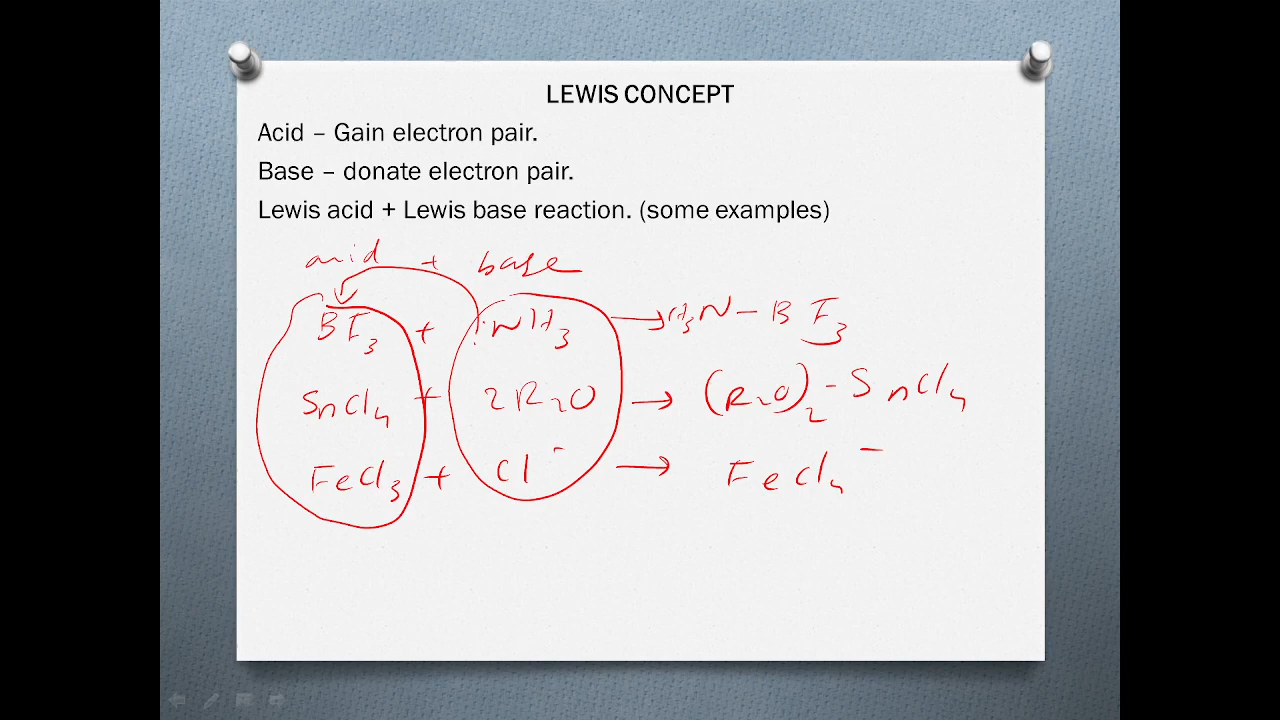 LEWIS CONCEPT
Acid – Gain electron pair.
Base – donate electron pair.
Lewis acid + Lewis base reaction. (some examples)
acid + base
BF₃ + :NH₃ → H₃N – BF₃
SnCl₄ + 2R₂O → (R₂O)₂ – SnCl₄
FeCl₃ + Cl⁻ → FeCl₄⁻